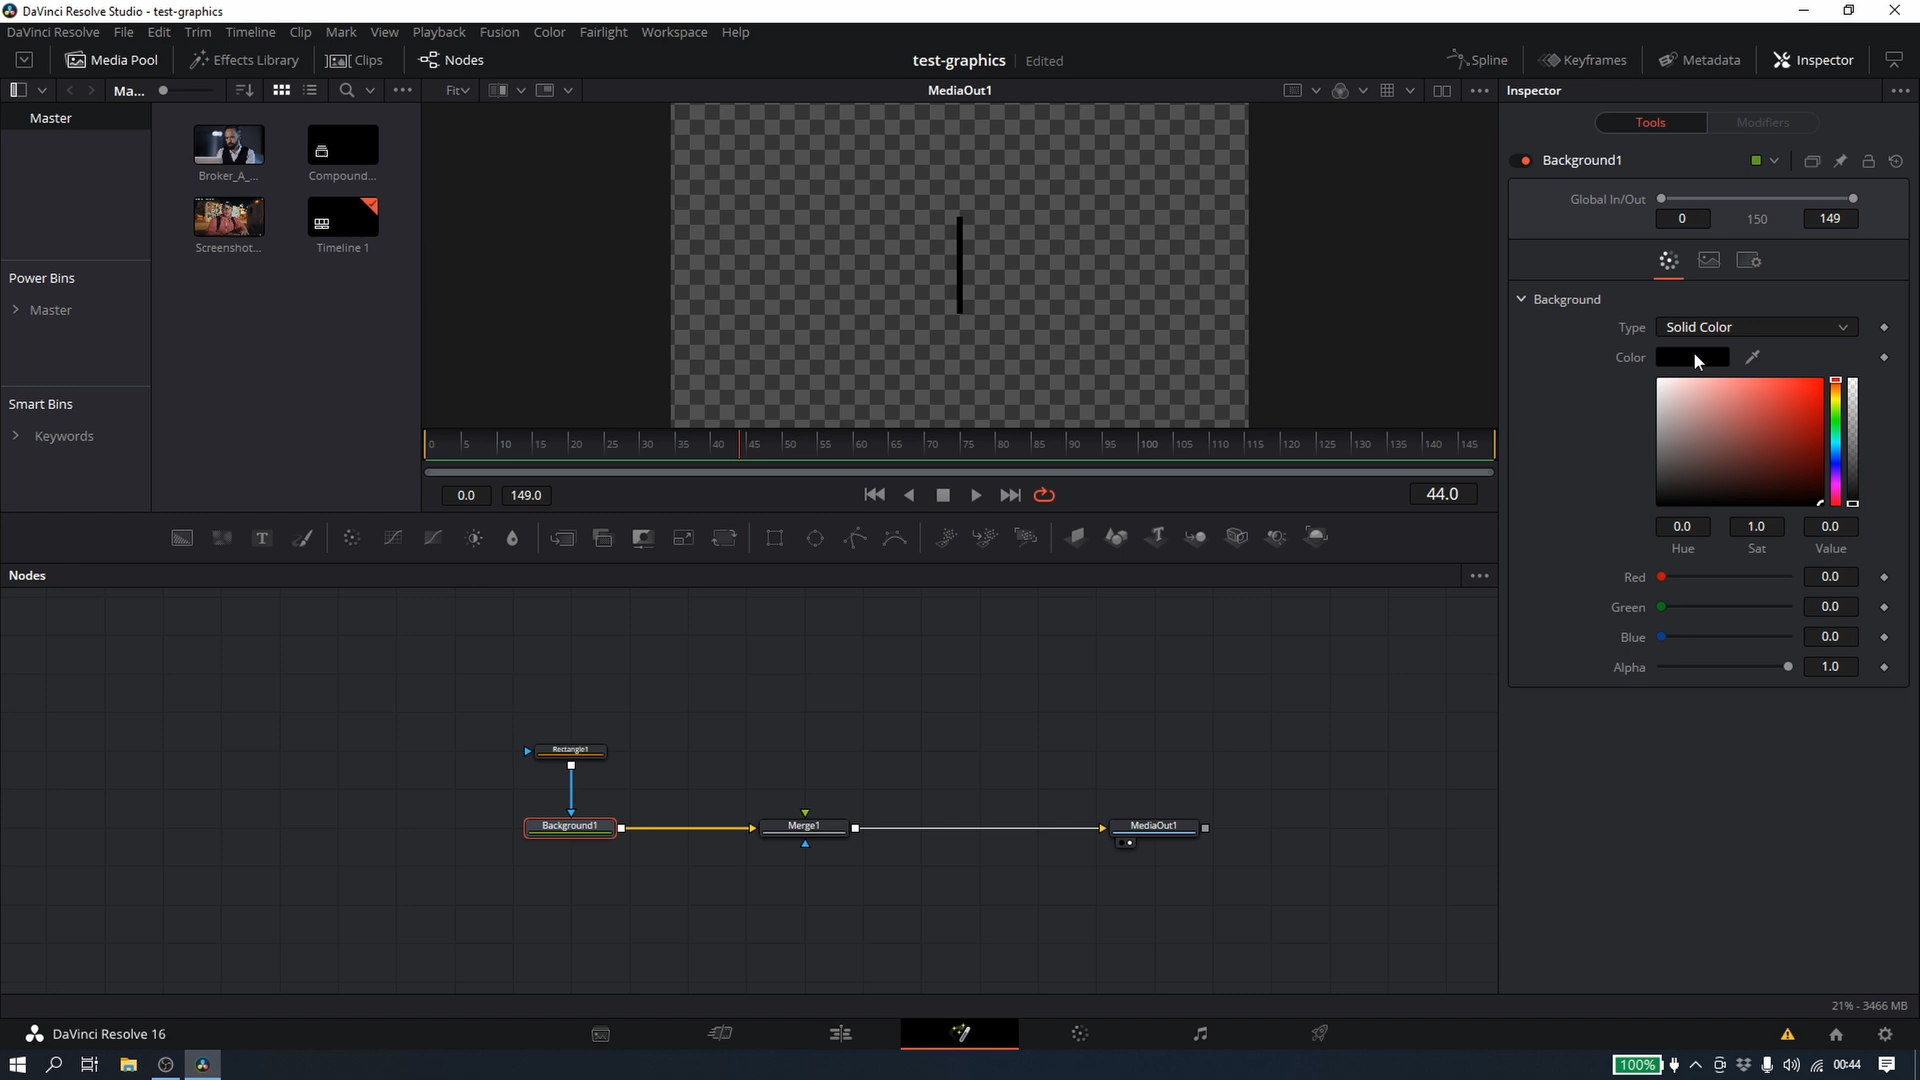 DaVinci Resolve Studio - test-graphics
DaVinci Resolve File Edit Trim Timeline Clip Mark View Playback Fusion Color Fairlight Workspace Help
Media Pool Effects Library Clips Nodes test-graphics Edited Spline Keyframes Metadata Inspector
Ma... Fit MediaOut1 Inspector
Master
Tools Modifiers
Broker_A_... Compound...
Background1
Global In/Out
0 150 149
Screenshot... Timeline 1
Power Bins
Master
Background
Type Solid Color
Color
Smart Bins
Keywords
0 5 10 15 20 25 30 35 40 45 50 55 60 65 70 75 80 85 90 95 100 105 110 115 120 125 130 135 140 145
0.0 149.0 44.0
0.0 1.0 0.0
Hue Sat Value
Nodes
Red 0.0
Green 0.0
Blue 0.0
Alpha 1.0
Rectangle1
Background1 Merge1 MediaOut1
21% - 3466 MB
DaVinci Resolve 16
100% 00:44